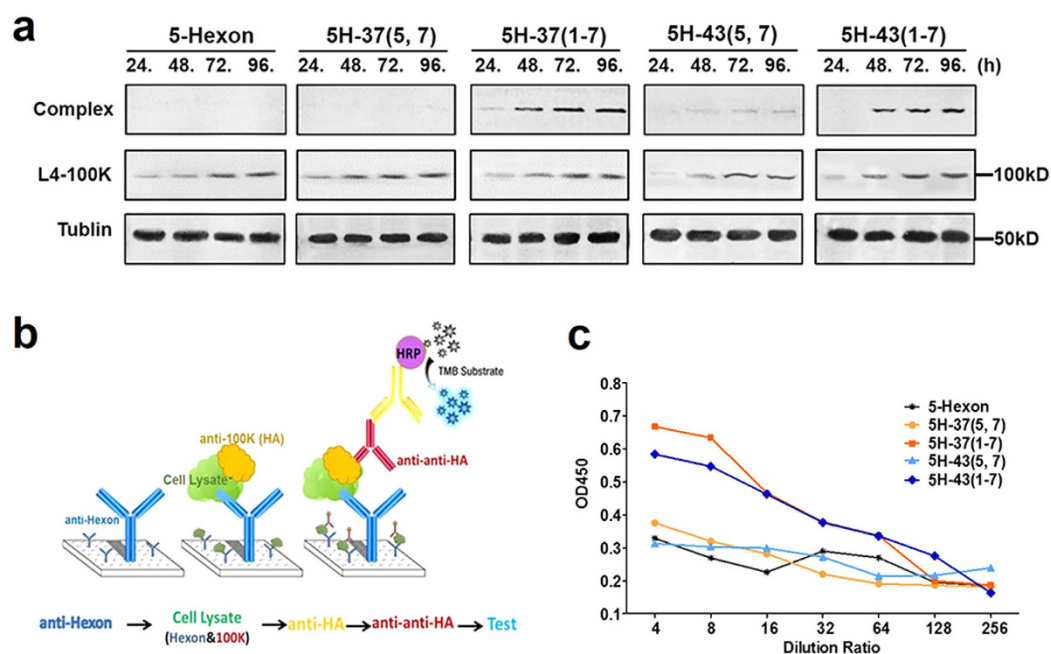 a
5-Hexon 5H-37(5, 7) 5H-37(1-7) 5H-43(5, 7) 5H-43(1-7)
24. 48. 72. 96. 24. 48. 72. 96. 24. 48. 72. 96. 24. 48. 72. 96. 24. 48. 72. 96. (h)
Complex
L4-100K 100kD
Tublin 50kD
b
HRP
TMB Substrate
anti-100K (HA)
anti-anti-HA
Cell Lysate
anti-Hexon
anti-Hexon Cell Lysate anti-HA anti-anti-HA Test
(Hexon&100K)
c
0.8
0.7
0.6
0.5
0.4
0.3
0.2
0.1
OD450
5-Hexon
5H-37(5, 7)
5H-37(1-7)
5H-43(5, 7)
5H-43(1-7)
4 8 16 32 64 128 256
Dilution Ratio